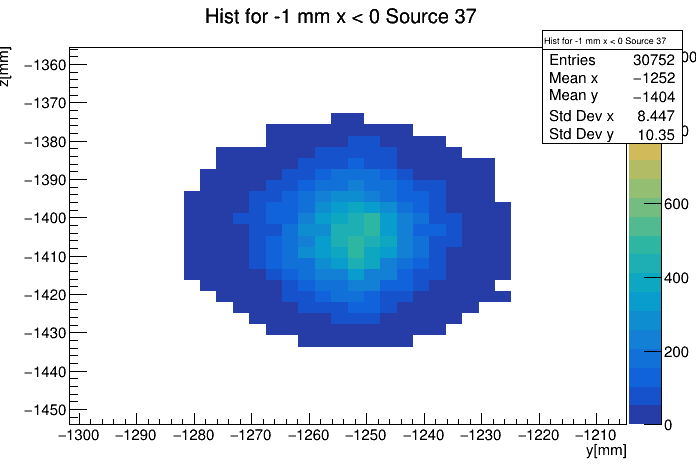 Hist for -1 mm x < 0 Source 37
Hist for -1 mm x < 0 Source 37
Entries 30752
Mean x −1252
Mean y −1404
Std Dev x 8.447
Std Dev y 10.35
z[mm]
−1360
−1370
−1380
−1390
−1400
−1410
−1420
−1430
−1440
−1450
−1300 −1290 −1280 −1270 −1260 −1250 −1240 −1230 −1220 −1210
y[mm]
600
400
200
0